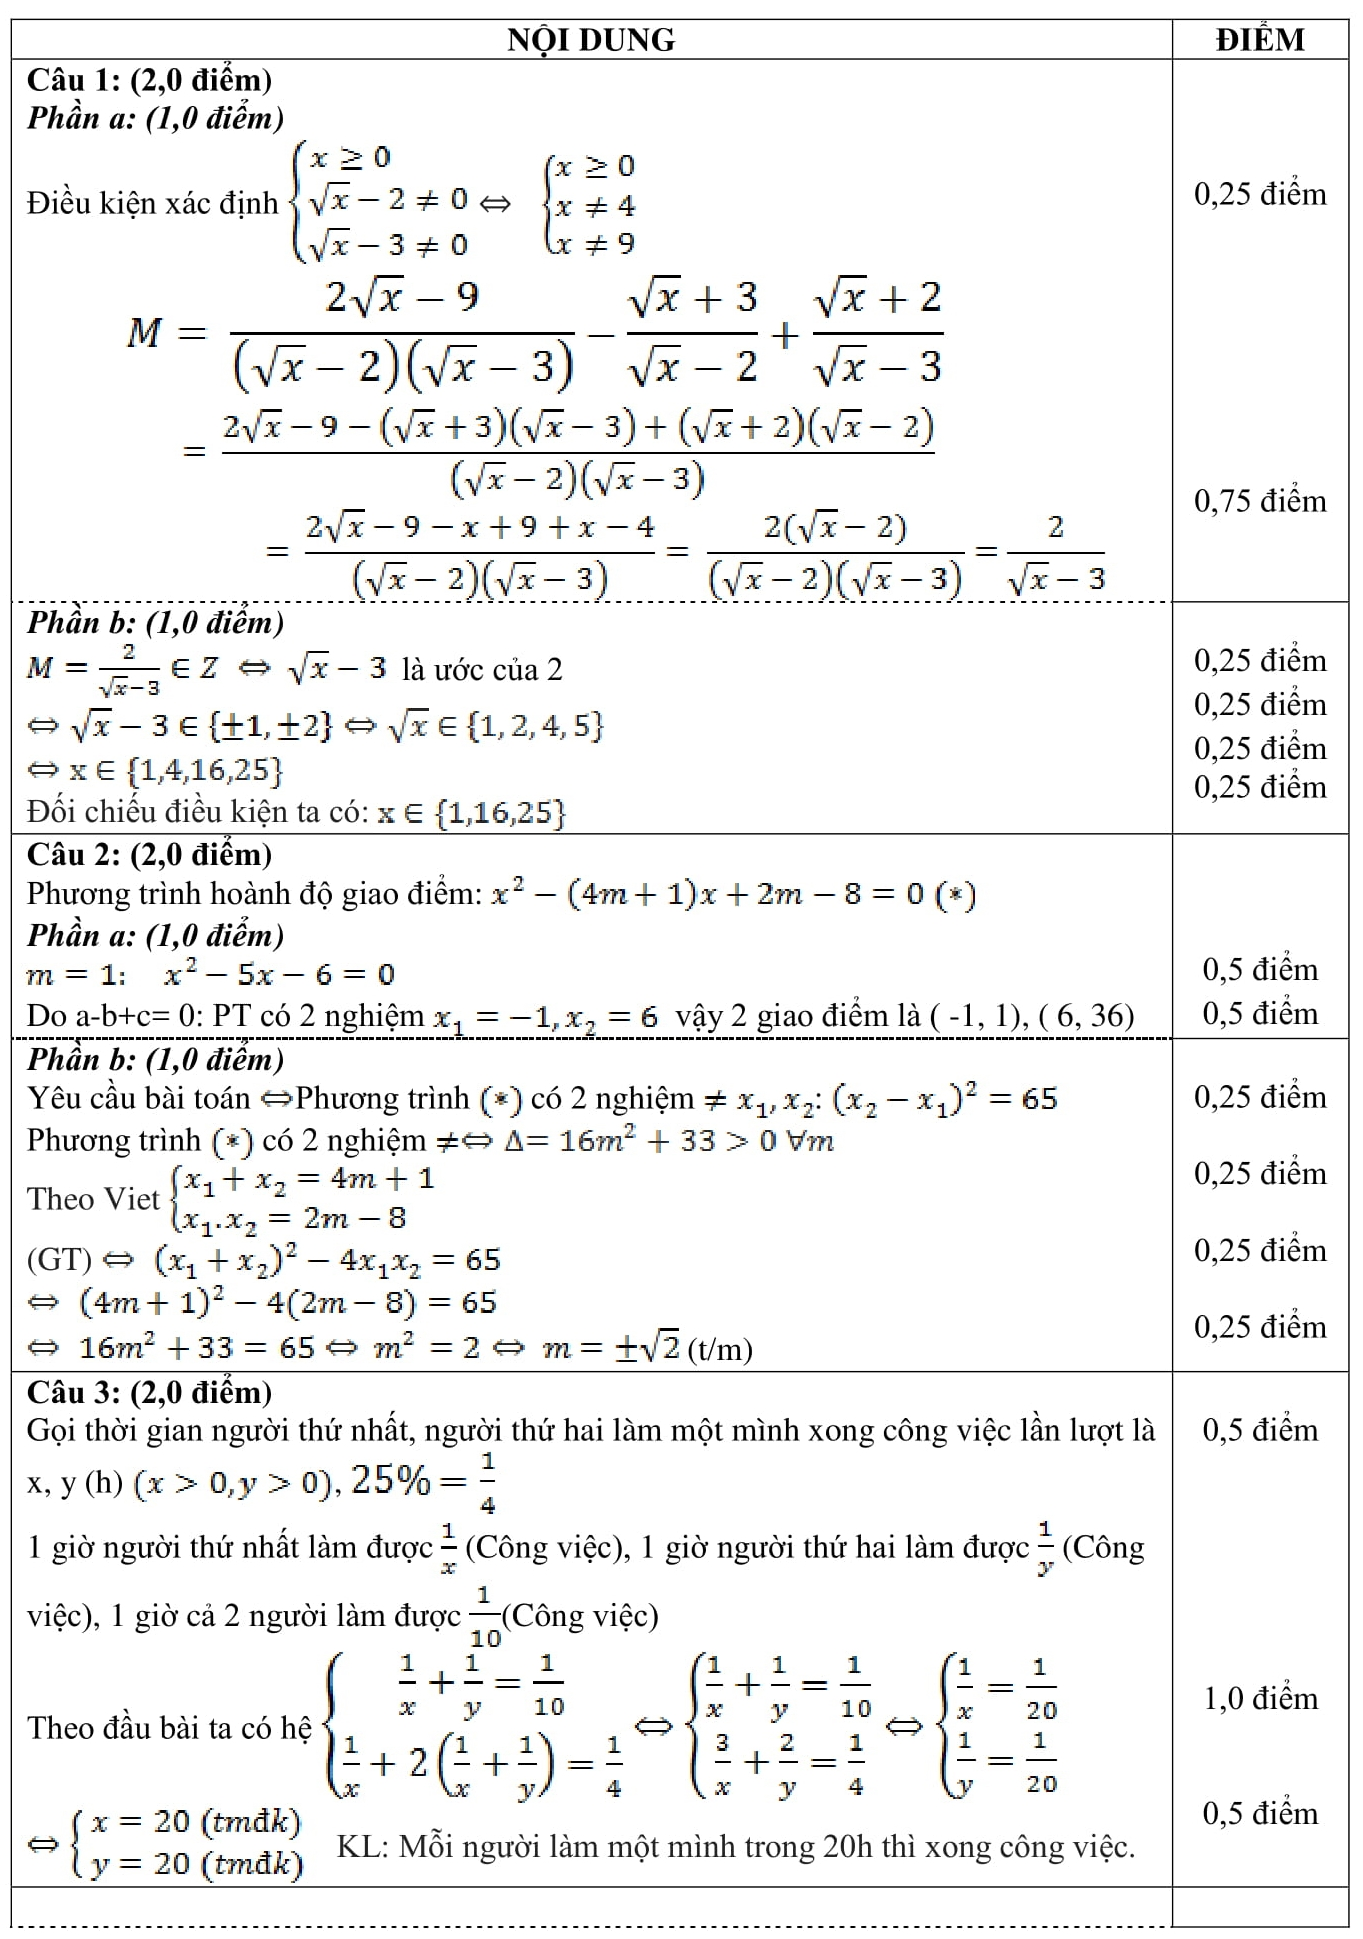 NỘI DUNG ĐIỂM
Câu 1: (2,0 điểm)
Phần a: (1,0 điểm)
Điều kiện xác định {x ≥ 0; √x − 2 ≠ 0; √x − 3 ≠ 0 ⇔ {x ≥ 0; x ≠ 4; x ≠ 9 0,25 điểm
M = (2√x − 9)/((√x − 2)(√x − 3)) − (√x + 3)/(√x − 2) + (√x + 2)/(√x − 3)
= (2√x − 9 − (√x + 3)(√x − 3) + (√x + 2)(√x − 2))/((√x − 2)(√x − 3))
0,75 điểm
= (2√x − 9 − x + 9 + x − 4)/((√x − 2)(√x − 3)) = 2(√x − 2)/((√x − 2)(√x − 3)) = 2/(√x − 3)
Phần b: (1,0 điểm)
M = 2/(√x−3) ∈ Z ⇔ √x − 3 là ước của 2 0,25 điểm
⇔ √x − 3 ∈ {±1, ±2} ⇔ √x ∈ {1, 2, 4, 5} 0,25 điểm
⇔ x ∈ {1,4,16,25} 0,25 điểm
Đối chiếu điều kiện ta có: x ∈ {1,16,25} 0,25 điểm
Câu 2: (2,0 điểm)
Phương trình hoành độ giao điểm: x² − (4m + 1)x + 2m − 8 = 0 (*)
Phần a: (1,0 điểm)
m = 1: x² − 5x − 6 = 0 0,5 điểm
Do a-b+c= 0: PT có 2 nghiệm x₁ = −1, x₂ = 6 vậy 2 giao điểm là ( -1, 1), ( 6, 36) 0,5 điểm
Phần b: (1,0 điểm)
Yêu cầu bài toán ⇔Phương trình (*) có 2 nghiệm ≠ x₁, x₂: (x₂ − x₁)² = 65 0,25 điểm
Phương trình (*) có 2 nghiệm ≠⇔ Δ= 16m² + 33 > 0 ∀m
Theo Viet {x₁ + x₂ = 4m + 1; x₁.x₂ = 2m − 8 0,25 điểm
(GT) ⇔ (x₁ + x₂)² − 4x₁x₂ = 65 0,25 điểm
⇔ (4m + 1)² − 4(2m − 8) = 65
⇔ 16m² + 33 = 65 ⇔ m² = 2 ⇔ m = ±√2 (t/m) 0,25 điểm
Câu 3: (2,0 điểm)
Gọi thời gian người thứ nhất, người thứ hai làm một mình xong công việc lần lượt là 0,5 điểm
x, y (h) (x > 0, y > 0), 25% = 1/4
1 giờ người thứ nhất làm được 1/x (Công việc), 1 giờ người thứ hai làm được 1/y (Công
việc), 1 giờ cả 2 người làm được 1/10(Công việc)
Theo đầu bài ta có hệ {1/x + 1/y = 1/10; 1/x + 2(1/x + 1/y) = 1/4 ⇔ {1/x + 1/y = 1/10; 3/x + 2/y = 1/4 ⇔ {1/x = 1/20; 1/y = 1/20 1,0 điểm
⇔ {x = 20 (tmđk); y = 20 (tmđk) KL: Mỗi người làm một mình trong 20h thì xong công việc. 0,5 điểm